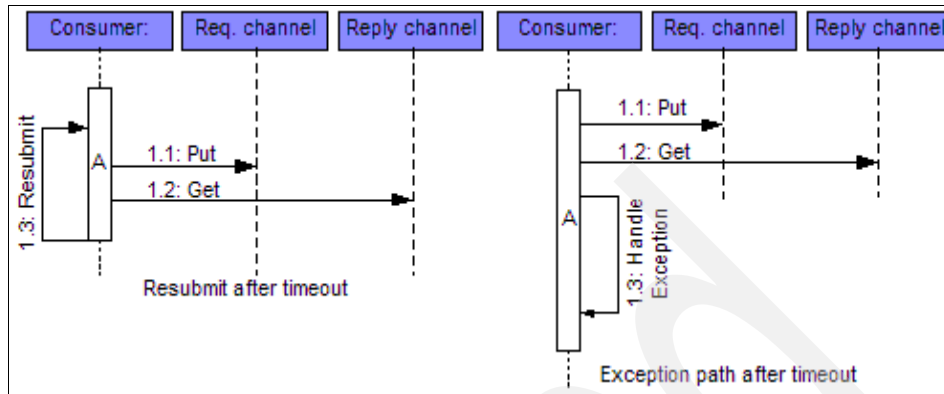 Consumer:
Req. channel
Reply channel
1.3: Resubmit
A
1.1: Put
1.2: Get
Resubmit after timeout
Consumer:
Req. channel
Reply channel
1.1: Put
1.2: Get
A
1.3: Handle
Exception
Exception path after timeout